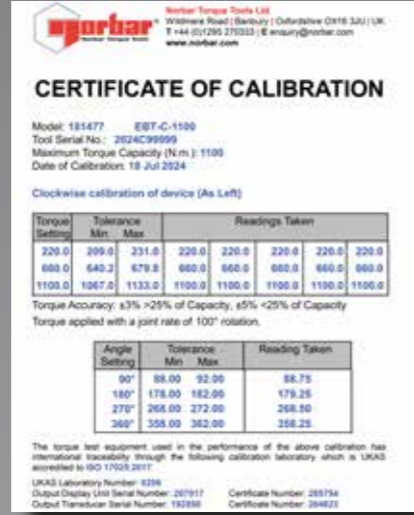 Norbar Torque Tools Ltd
Wildmere Road | Banbury | Oxfordshire OX16 3JU | UK
T +44 (0)1295 270333 | E enquiry@norbar.com
www.norbar.com
norbar
Norbar Torque Tools
CERTIFICATE OF CALIBRATION
Model: 181477 EBT-C-1100
Tool Serial No.: 2024C99999
Maximum Torque Capacity (N.m.): 1100
Date of Calibration: 18 Jul 2024
Clockwise calibration of device (As Left)
Torque Setting Tolerance Min Max Readings Taken
220.0 209.0 231.0 220.0 220.0 220.0 220.0 220.0
660.0 640.2 679.8 660.0 660.0 660.0 660.0 660.0
1100.0 1067.0 1133.0 1100.0 1100.0 1100.0 1100.0 1100.0
Torque Accuracy: ±3% >25% of Capacity, ±5% <25% of Capacity
Torque applied with a joint rate of 100° rotation.
Angle Setting Tolerance Min Max Reading Taken
90° 88.00 92.00 88.75
180° 178.00 182.00 179.25
270° 268.00 272.00 268.50
360° 358.00 362.00 358.25
The torque test equipment used in the performance of the above calibration has
international traceability through the following calibration laboratory which is UKAS
accredited to ISO 17025:2017
UKAS Laboratory Number: 0256
Output Display Unit Serial Number: Certificate Number:
Output Transducer Serial Number: Certificate Number: